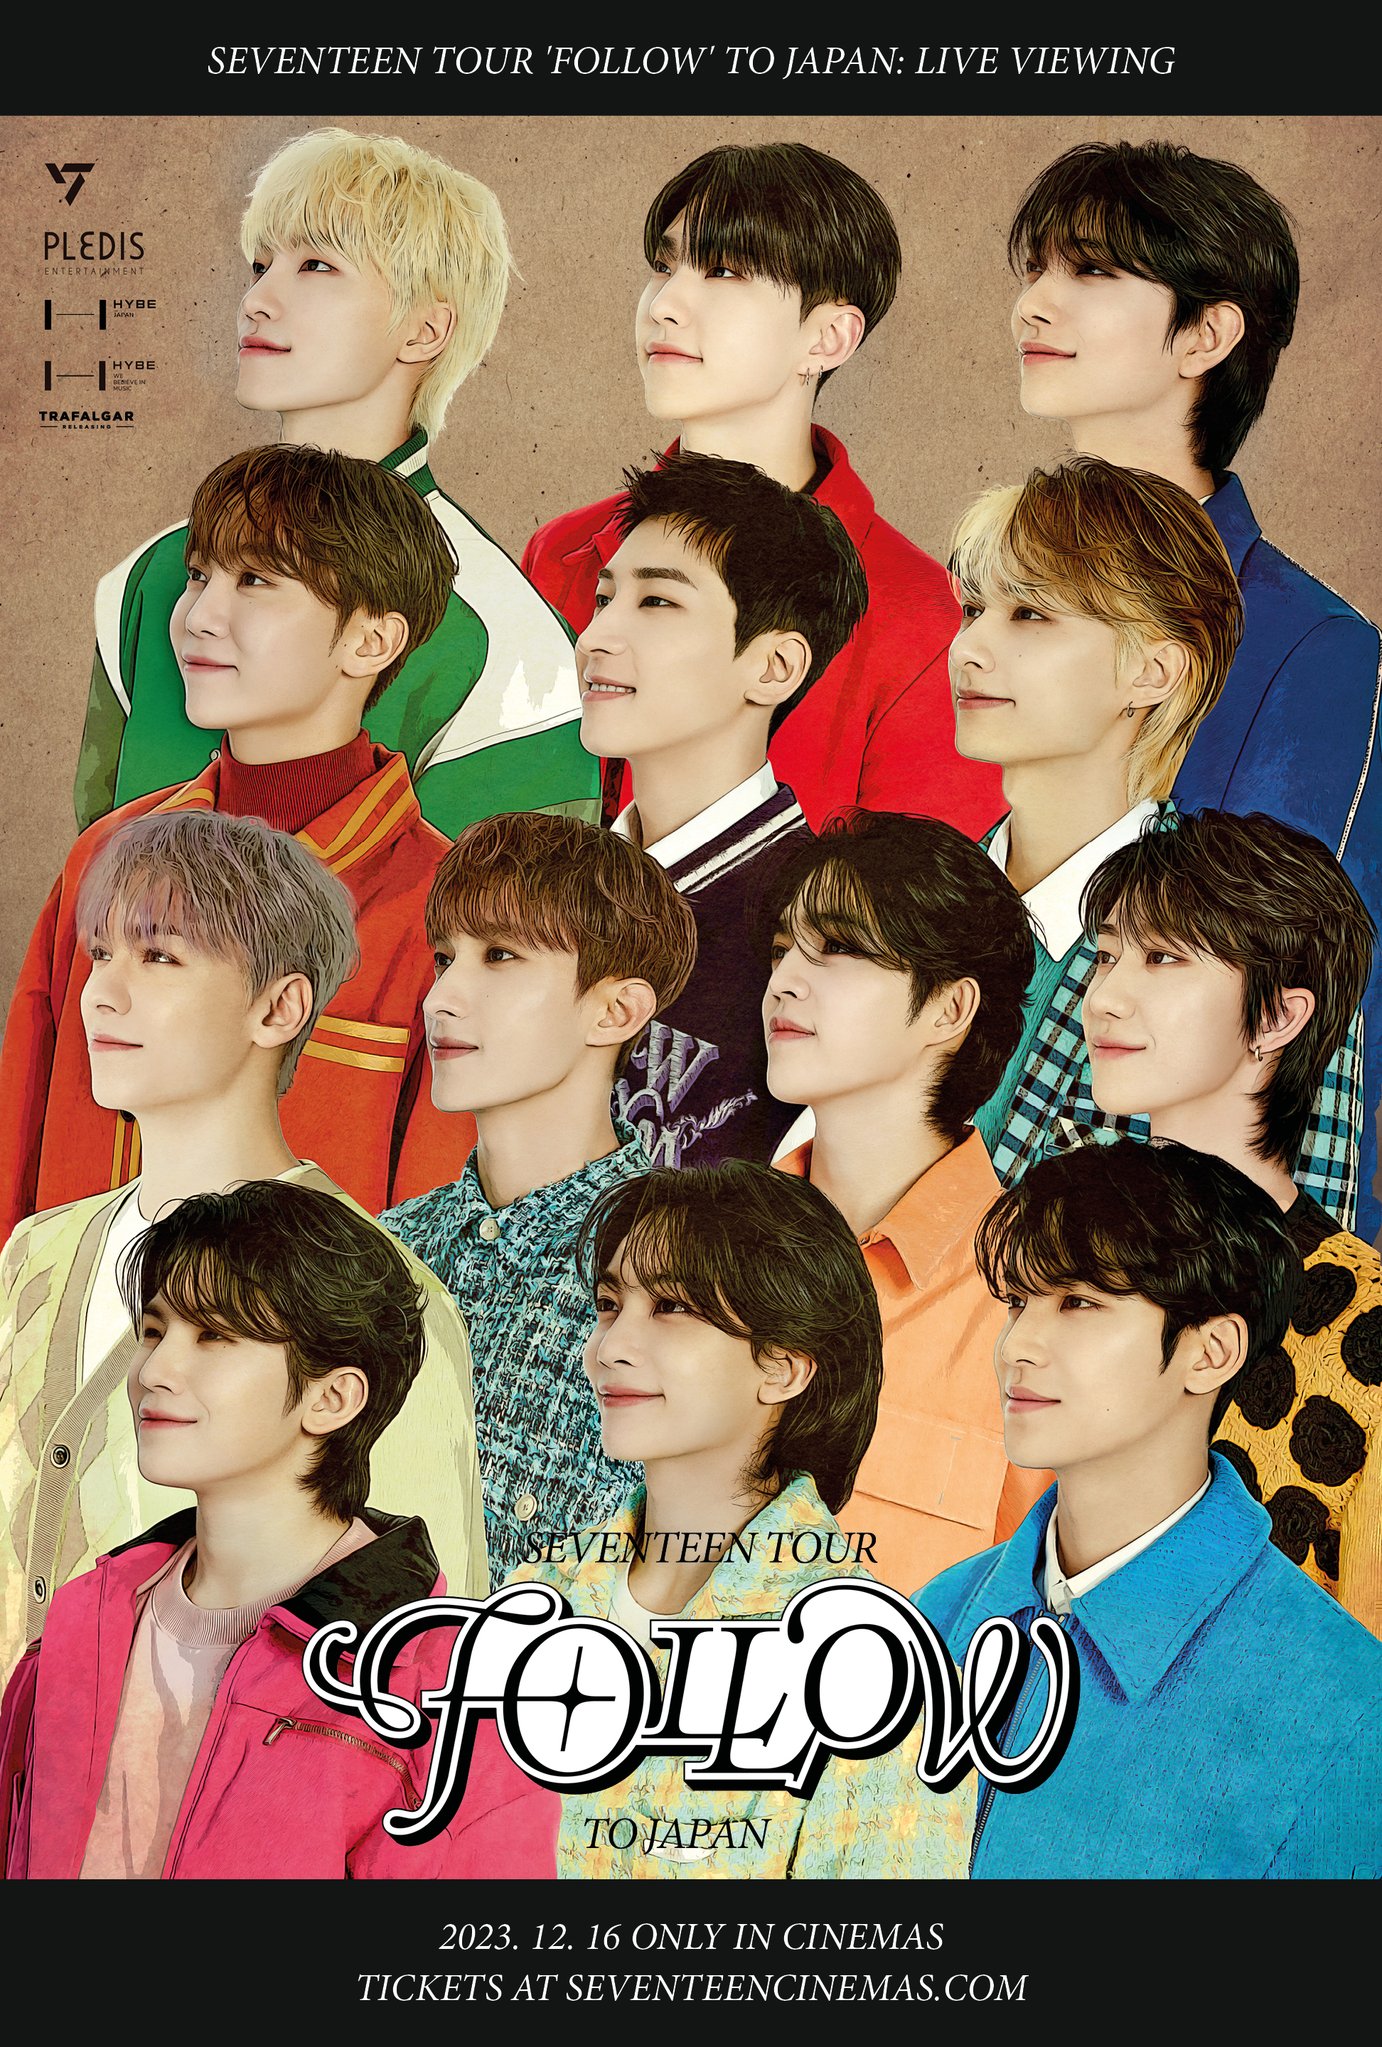 SEVENTEEN TOUR 'FOLLOW' TO JAPAN: LIVE VIEWING
PLEDIS
ENTERTAINMENT
HYBE
JAPAN
HYBE
WE
BELIEVE IN
MUSIC
TRAFALGAR
RELEASING
W
SEVENTEEN TOUR
FOLLOW
TO JAPAN
2023. 12. 16 ONLY IN CINEMAS
TICKETS AT SEVENTEENCINEMAS.COM